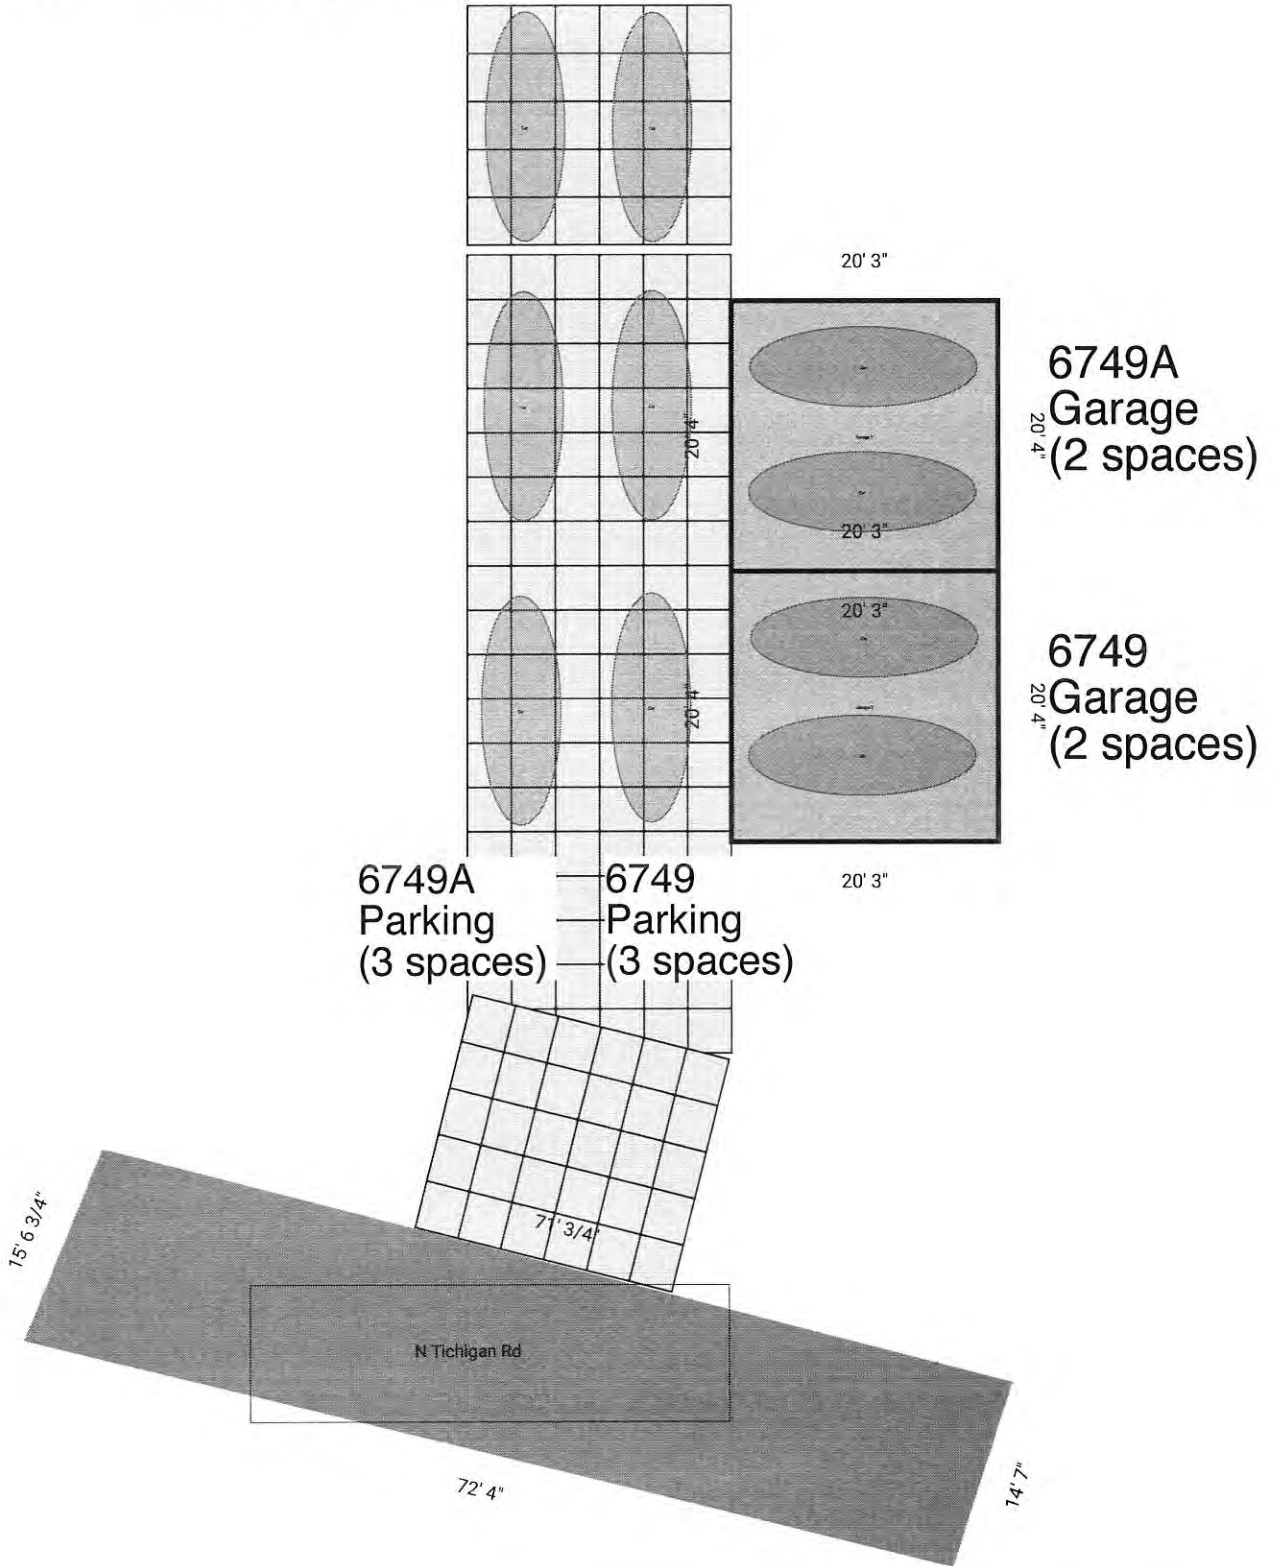 20' 3"
6749A
Garage
(2 spaces)
20' 4"
20' 4"
20' 3"
20' 3"
6749
Garage
(2 spaces)
20' 4"
20' 4"
20' 3"
6749A
Parking
(3 spaces)
6749
Parking
(3 spaces)
71' 3/4"
15' 6 3/4"
N Tichigan Rd
72' 4"
14' 7"